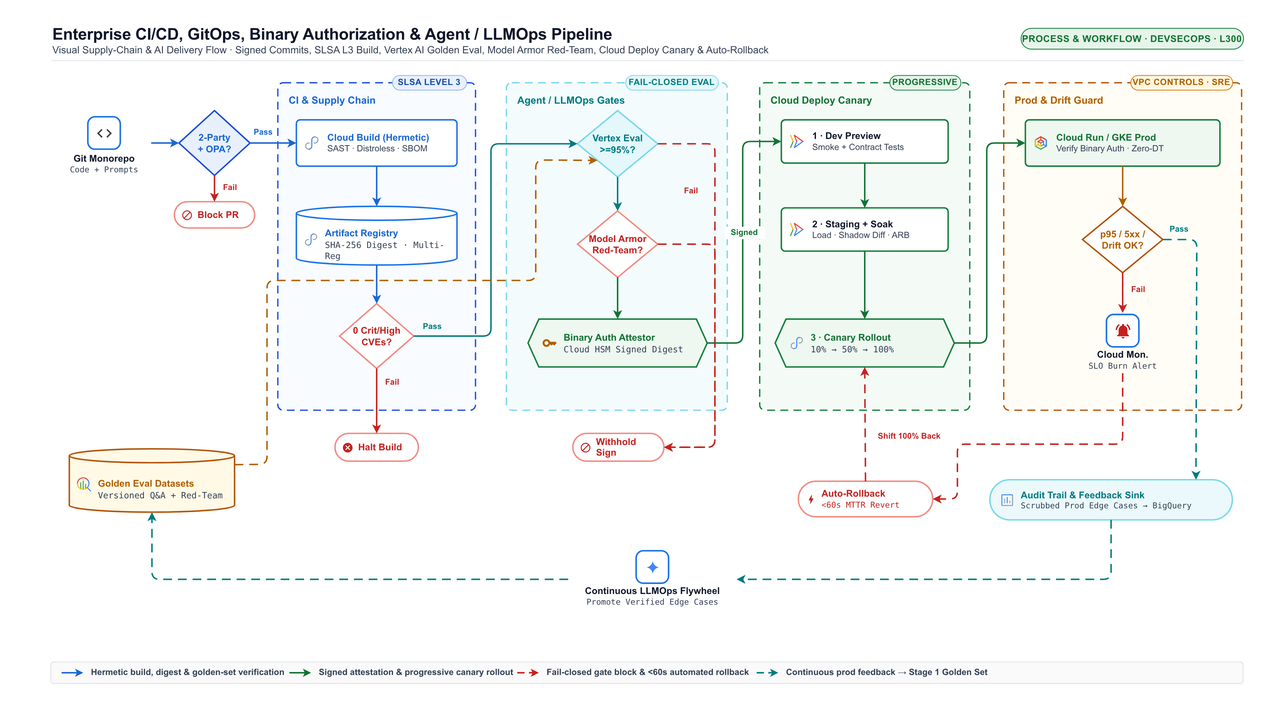 Enterprise CI/CD, GitOps, Binary Authorization & Agent / LLMOps Pipeline
Visual Supply-Chain & AI Delivery Flow · Signed Commits, SLSA L3 Build, Vertex AI Golden Eval, Model Armor Red-Team, Cloud Deploy Canary & Auto-Rollback
PROCESS & WORKFLOW · DEVSECOPS · L300
Git Monorepo
Code + Prompts
2-Party
+ OPA?
Pass
Fail
Block PR
SLSA LEVEL 3
CI & Supply Chain
Cloud Build (Hermetic)
SAST · Distroless · SBOM
Artifact Registry
SHA-256 Digest · Multi-
Reg
0 Crit/High
CVEs?
Pass
Fail
Halt Build
FAIL-CLOSED EVAL
Agent / LLMOps Gates
Vertex Eval
>=95%?
Fail
Model Armor
Red-Team?
Binary Auth Attestor
Cloud HSM Signed Digest
Withhold
Sign
Signed
PROGRESSIVE
Cloud Deploy Canary
1 · Dev Preview
Smoke + Contract Tests
2 · Staging + Soak
Load · Shadow Diff · ARB
3 · Canary Rollout
10% → 50% → 100%
Shift 100% Back
Auto-Rollback
<60s MTTR Revert
VPC CONTROLS · SRE
Prod & Drift Guard
Cloud Run / GKE Prod
Verify Binary Auth · Zero-DT
p95 / 5xx /
Drift OK?
Pass
Fail
Cloud Mon.
SLO Burn Alert
Audit Trail & Feedback Sink
Scrubbed Prod Edge Cases → BigQuery
Golden Eval Datasets
Versioned Q&A + Red-Team
Continuous LLMOps Flywheel
Promote Verified Edge Cases
Hermetic build, digest & golden-set verification
Signed attestation & progressive canary rollout
Fail-closed gate block & <60s automated rollback
Continuous prod feedback → Stage 1 Golden Set